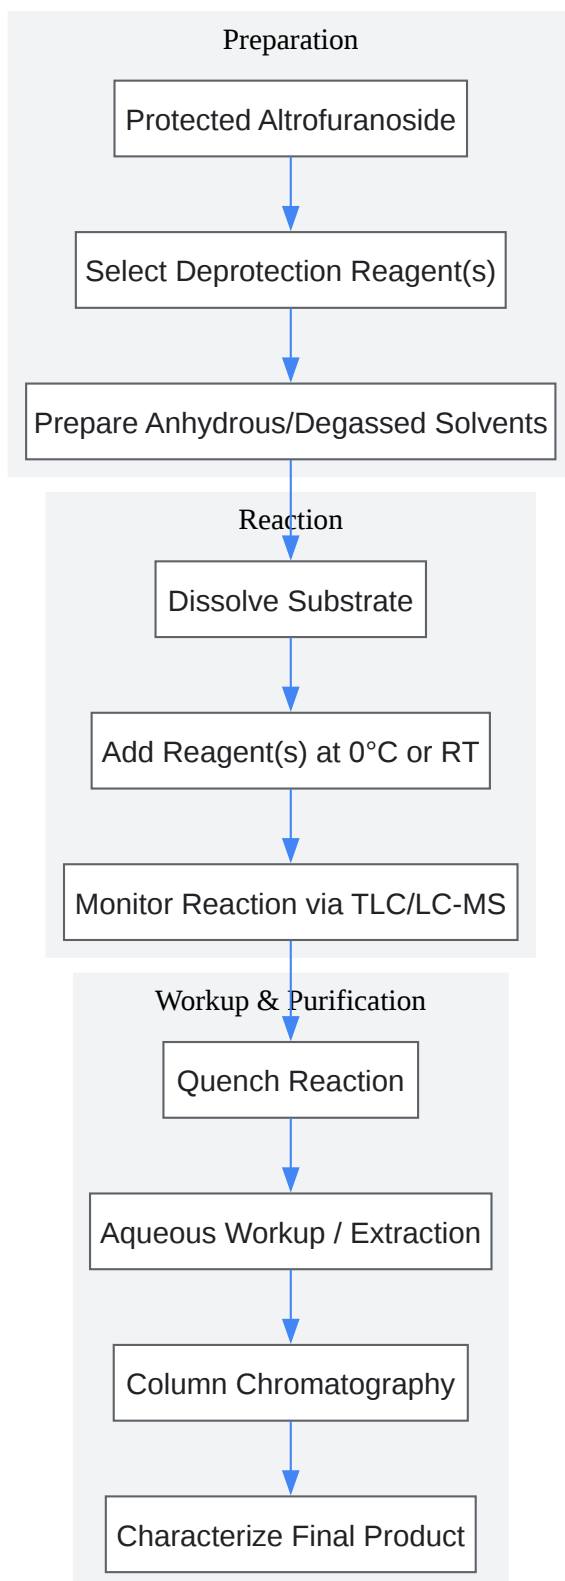 Preparation
Protected Altrofuranoside
Select Deprotection Reagent(s)
Prepare Anhydrous/Degassed Solvents
Reaction
Dissolve Substrate
Add Reagent(s) at 0°C or RT
Monitor Reaction via TLC/LC-MS
Workup & Purification
Quench Reaction
Aqueous Workup / Extraction
Column Chromatography
Characterize Final Product